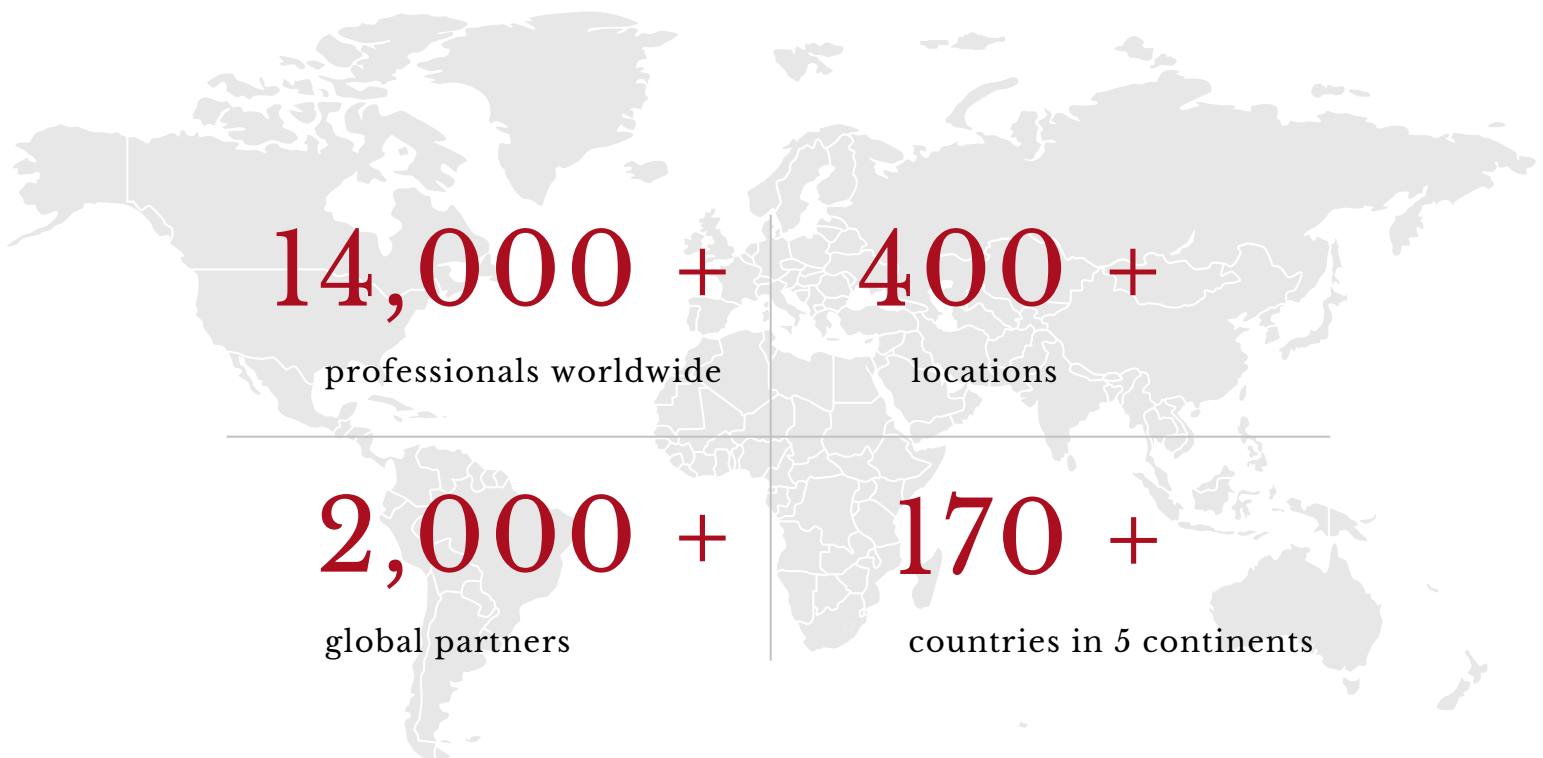 14,000 +
professionals worldwide
400 +
locations
2,000 +
global partners
170 +
countries in 5 continents